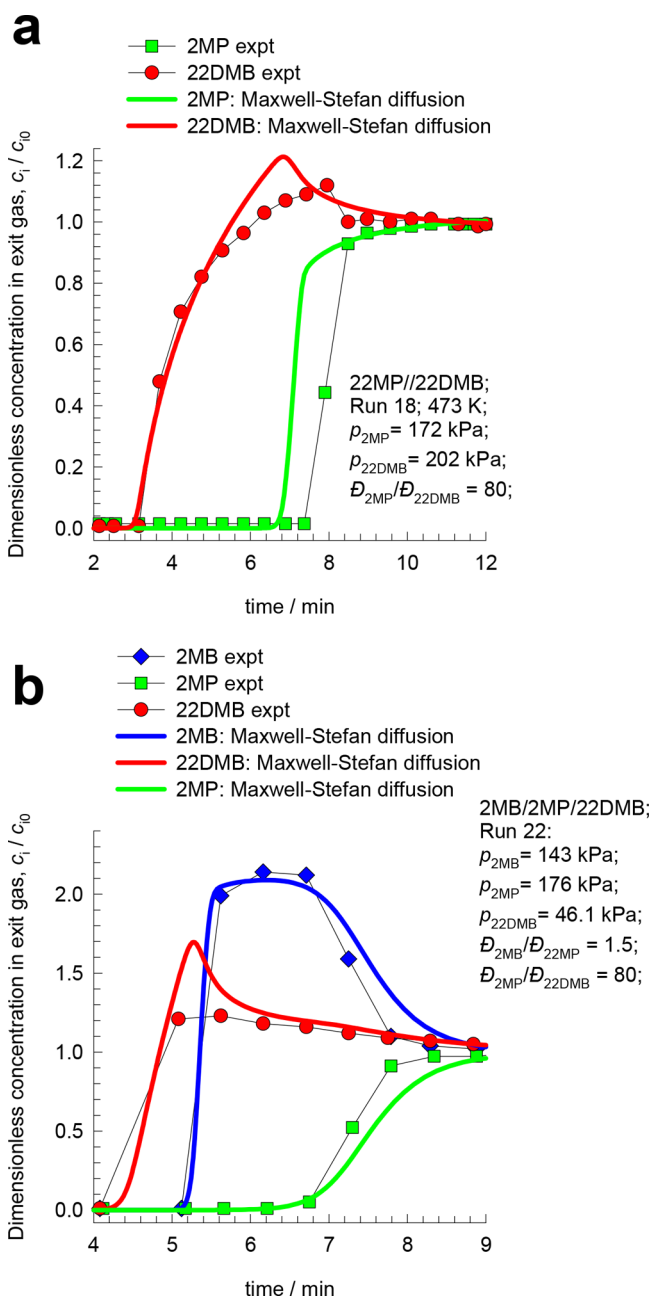 a
2MP expt
22DMB expt
2MP: Maxwell-Stefan diffusion
22DMB: Maxwell-Stefan diffusion
Dimensionless concentration in exit gas, cᵢ / cᵢ₀
1.2
1.0
0.8
0.6
0.4
0.2
0.0
22MP//22DMB;
Run 18; 473 K;
p2MP= 172 kPa;
p22DMB= 202 kPa;
Đ2MP/Đ22DMB = 80;
2 4 6 8 10 12
time / min
b
2MB expt
2MP expt
22DMB expt
2MB: Maxwell-Stefan diffusion
22DMB: Maxwell-Stefan diffusion
2MP: Maxwell-Stefan diffusion
Dimensionless concentration in exit gas, cᵢ / cᵢ₀
2.0
1.5
1.0
0.5
0.0
2MB/2MP/22DMB;
Run 22:
p2MB= 143 kPa;
p2MP= 176 kPa;
p22DMB= 46.1 kPa;
Đ2MB/Đ22MP = 1.5;
Đ2MP/Đ22DMB = 80;
4 5 6 7 8 9
time / min